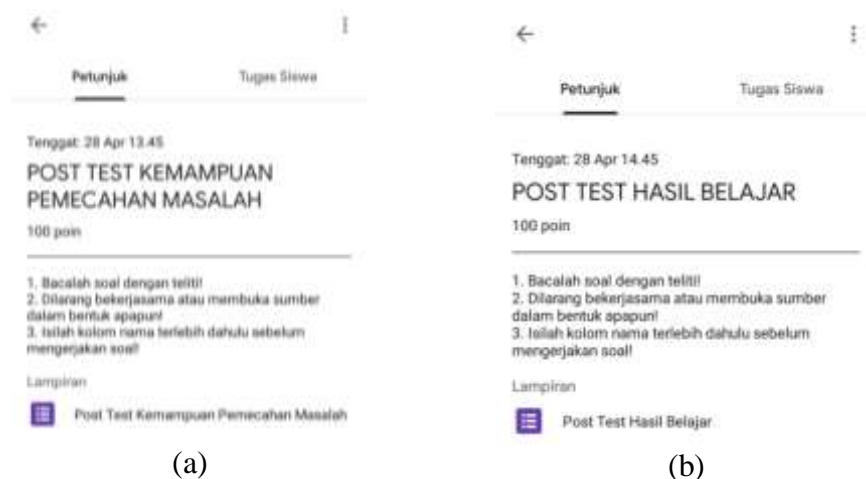 Petunjuk
Tugas Siswa
Tenggat: 28 Apr 13.45
POST TEST KEMAMPUAN
PEMECAHAN MASALAH
100 poin
1. Bacalah soal dengan teliti!
2. Dilarang bekerjasama atau membuka sumber
dalam bentuk apapun!
3. Isilah kolom nama terlebih dahulu sebelum
mengerjakan soal!
Lampiran
Post Test Kemampuan Pemecahan Masalah
(a)
Petunjuk
Tugas Siswa
Tenggat: 28 Apr 14.45
POST TEST HASIL BELAJAR
100 poin
1. Bacalah soal dengan teliti!
2. Dilarang bekerjasama atau membuka sumber
dalam bentuk apapun!
3. Isilah kolom nama terlebih dahulu sebelum
mengerjakan soal!
Lampiran
Post Test Hasil Belajar
(b)